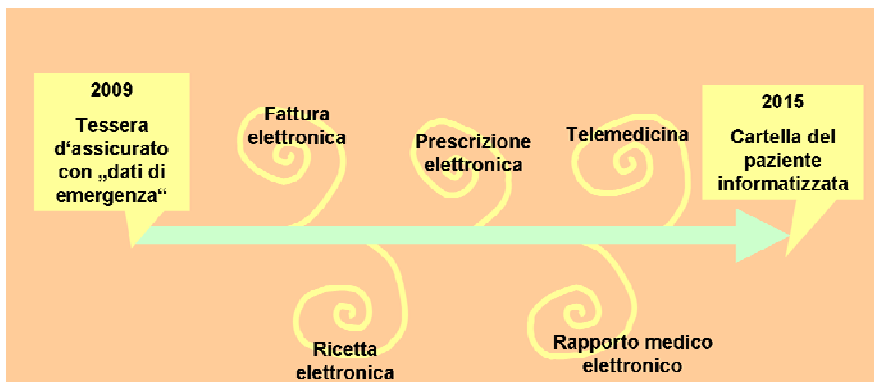 2009
Tessera
d‘assicurato
con „dati di
emergenza“
Fattura
elettronica
Prescrizione
elettronica
Telemedicina
2015
Cartella del
paziente
informatizzata
Ricetta
elettronica
Rapporto medico
elettronico